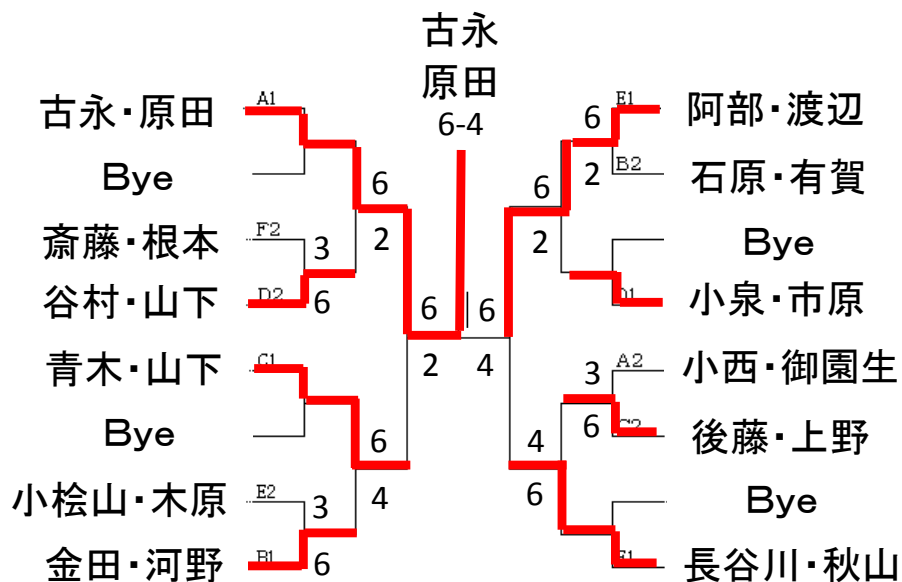 古永
原田
6-4
古永・原田 A1
Bye
斎藤・根本 F2
谷村・山下 D2
青木・山下 C1
Bye
小桧山・木原 E2
金田・河野 B1
3
6
3
6
6
2
6
4
6
2
6
4
6
2
4
6
6
2
3
6
E1 阿部・渡辺
B2 石原・有賀
Bye
D1 小泉・市原
A2 小西・御園生
C2 後藤・上野
Bye
F1 長谷川・秋山